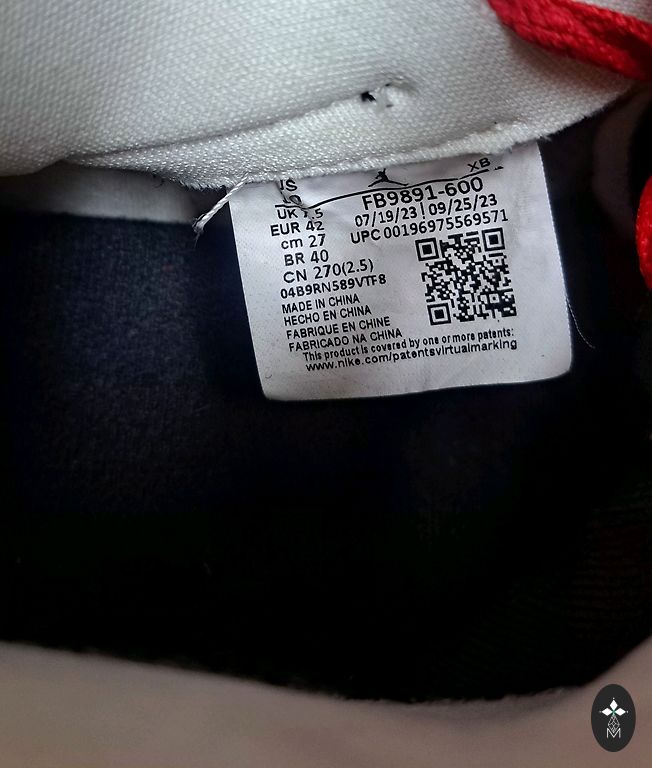 US XB
UK 7.5 FB9891-600
EUR 42 07/19/23 | 09/25/23
cm 27 UPC 00196975569571
BR 40
CN 270(2.5)
04B9RN589VTF8
MADE IN CHINA
HECHO EN CHINA
FABRIQUE EN CHINE
FABRICADO NA CHINA
This product is covered by one or more patents:
www.nike.com/patentsvirtualmarking
M